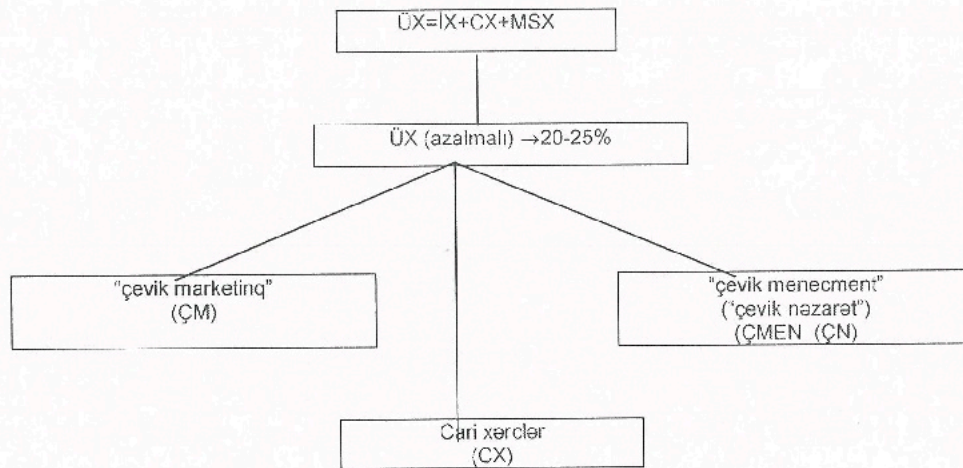 ÜX=İX+CX+MSX
ÜX (azalmalı) →20-25%
"çevik marketinq"
(ÇM)
"çevik menecment"
("çevik nəzarət")
(ÇMEN (ÇN)
Cari xərclər
(CX)